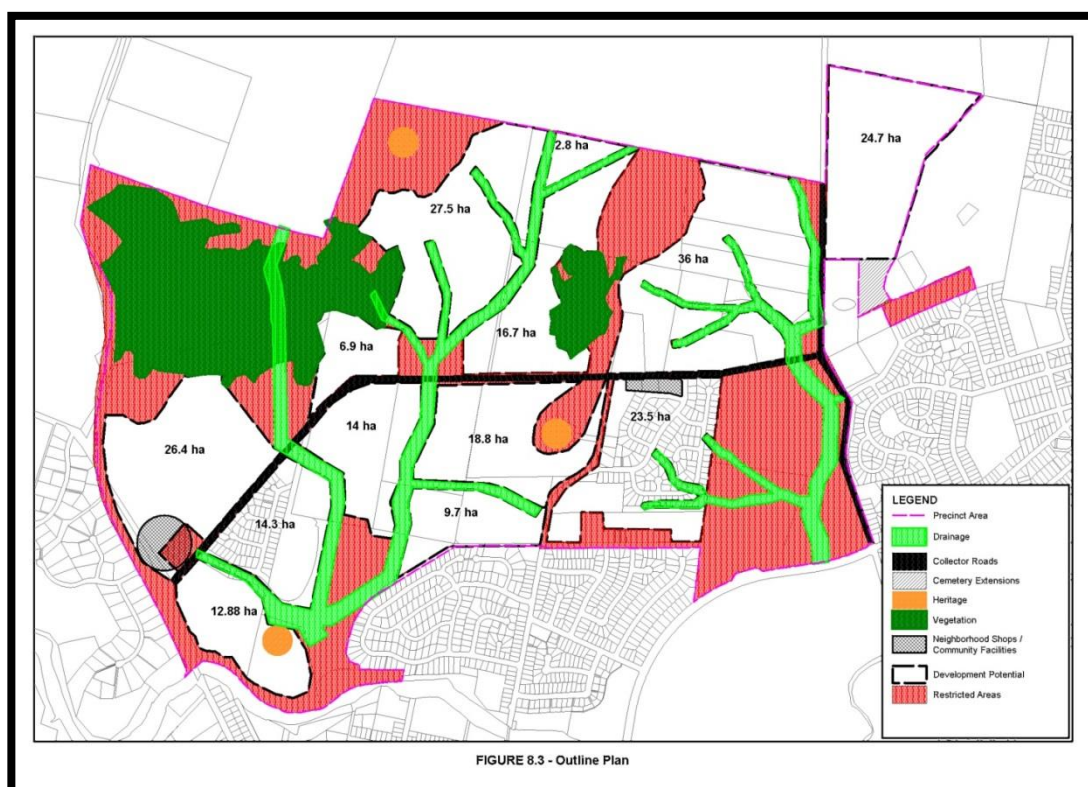 2.8 ha
24.7 ha
27.5 ha
36 ha
16.7 ha
6.9 ha
23.5 ha
14 ha
18.8 ha
26.4 ha
9.7 ha
14.3 ha
12.88 ha
LEGEND
Precinct Area
Drainage
Collector Roads
Cemetery Extensions
Heritage
Vegetation
Neighborhood Shops /
Community Facilities
Development Potential
Restricted Areas
FIGURE 8.3 - Outline Plan